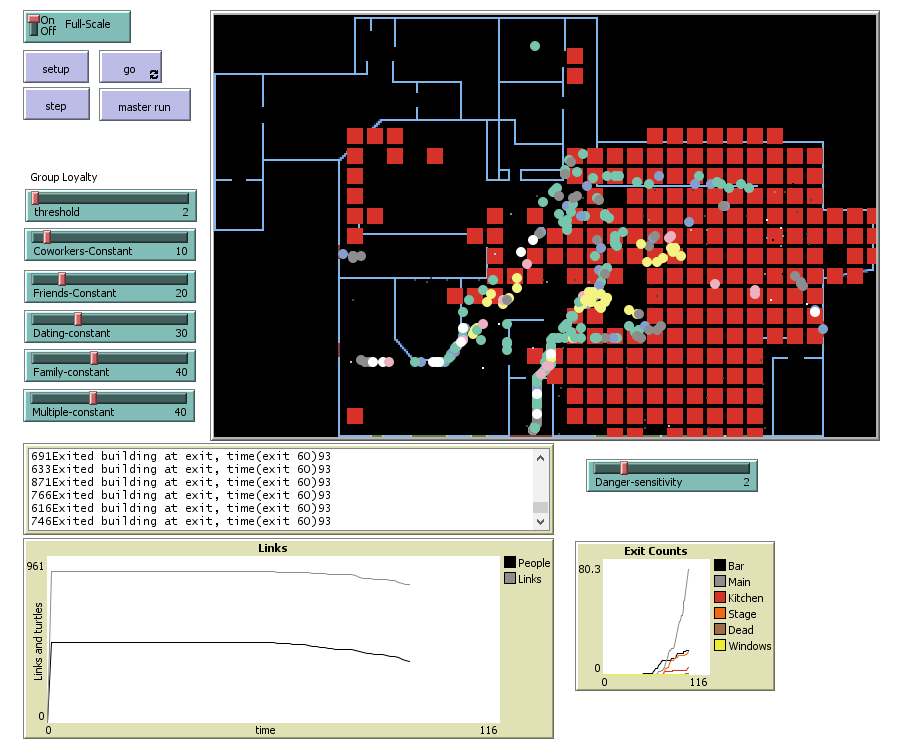 On
Off
Full-Scale
setup
go
step
master run
Group Loyalty
threshold 2
Coworkers-Constant 10
Friends-Constant 20
Dating-constant 30
Family-constant 40
Multiple-constant 40
691Exited building at exit, time(exit 60)93
633Exited building at exit, time(exit 60)93
871Exited building at exit, time(exit 60)93
766Exited building at exit, time(exit 60)93
616Exited building at exit, time(exit 60)93
746Exited building at exit, time(exit 60)93
Danger-sensitivity 2
Links
961
Links and turtles
0
0
time
116
People
Links
Exit Counts
80.3
0
0
116
Bar
Main
Kitchen
Stage
Dead
Windows